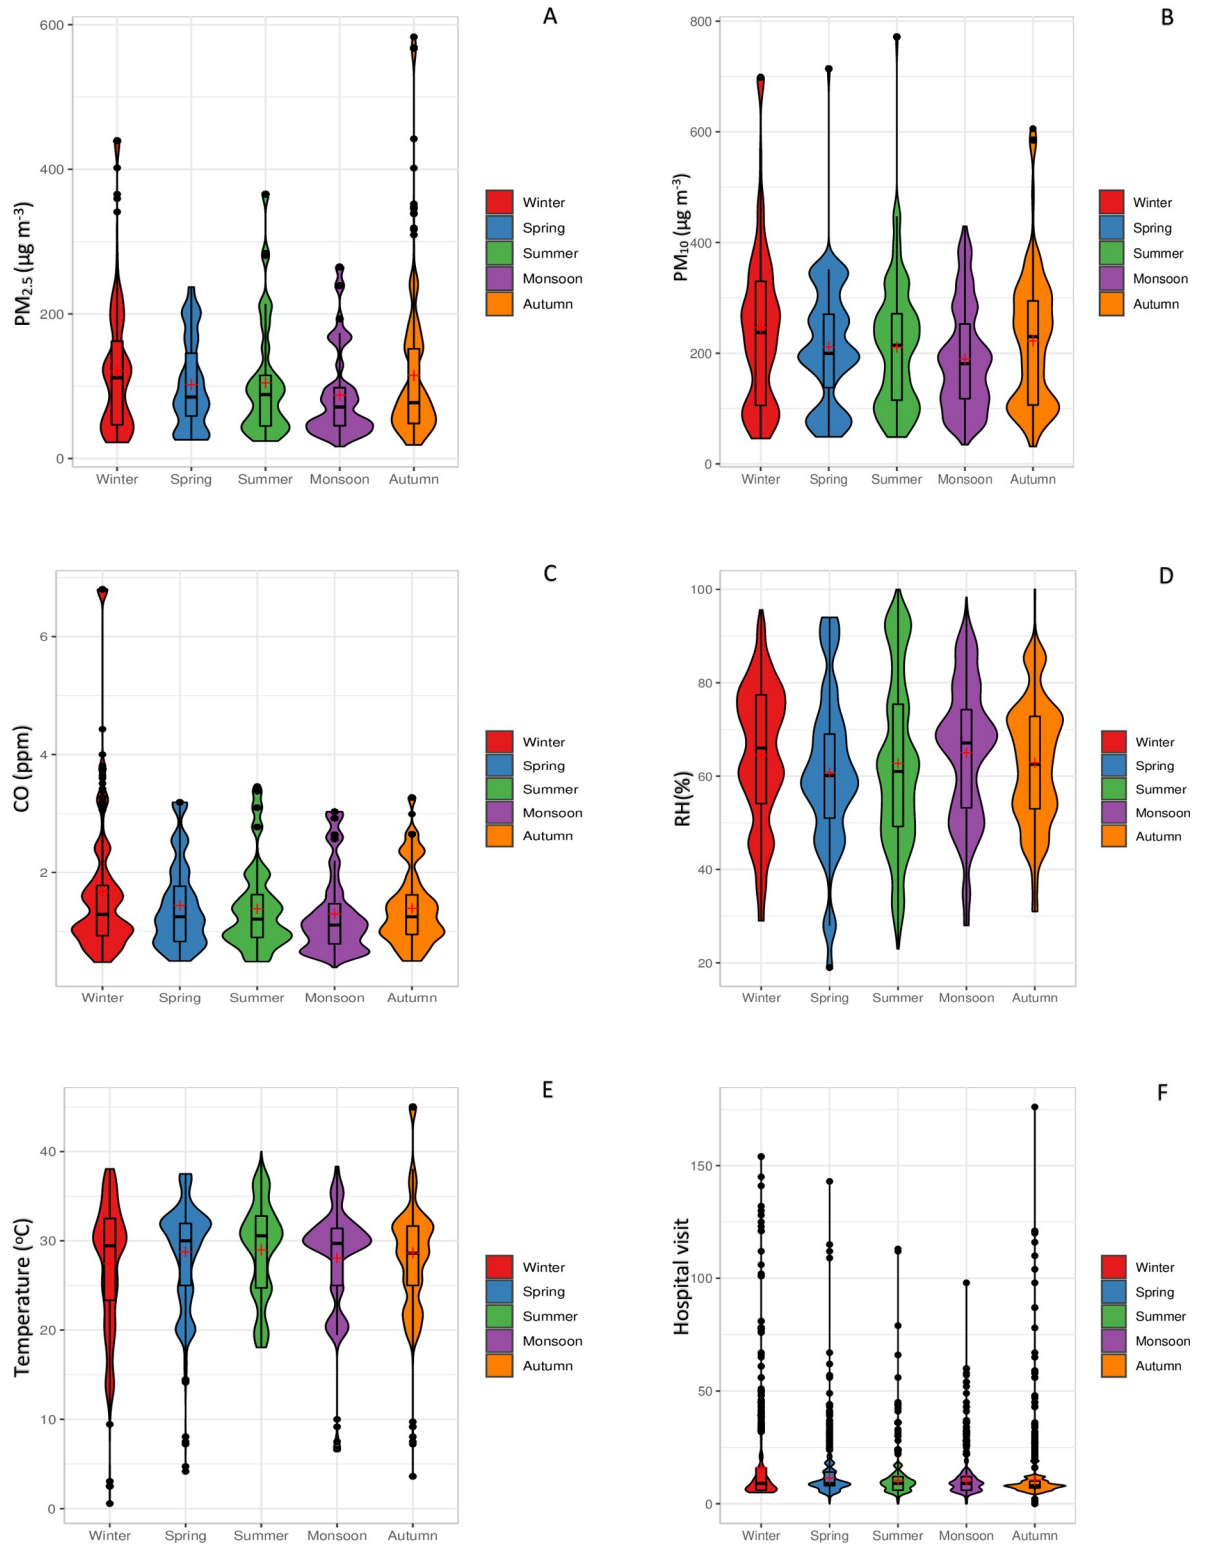 A
600
400
200
0
PM2.5 (µg m-3)
Winter
Spring
Summer
Monsoon
Autumn
Winter Spring Summer Monsoon Autumn
B
800
600
400
200
0
PM10 (µg m-3)
Winter
Spring
Summer
Monsoon
Autumn
Winter Spring Summer Monsoon Autumn
C
6
4
2
CO (ppm)
Winter
Spring
Summer
Monsoon
Autumn
Winter Spring Summer Monsoon Autumn
D
100
80
60
40
20
RH(%)
Winter
Spring
Summer
Monsoon
Autumn
Winter Spring Summer Monsoon Autumn
E
40
30
20
10
0
Temperature (oC)
Winter
Spring
Summer
Monsoon
Autumn
Winter Spring Summer Monsoon Autumn
F
150
100
50
0
Hospital visit
Winter
Spring
Summer
Monsoon
Autumn
Winter Spring Summer Monsoon Autumn